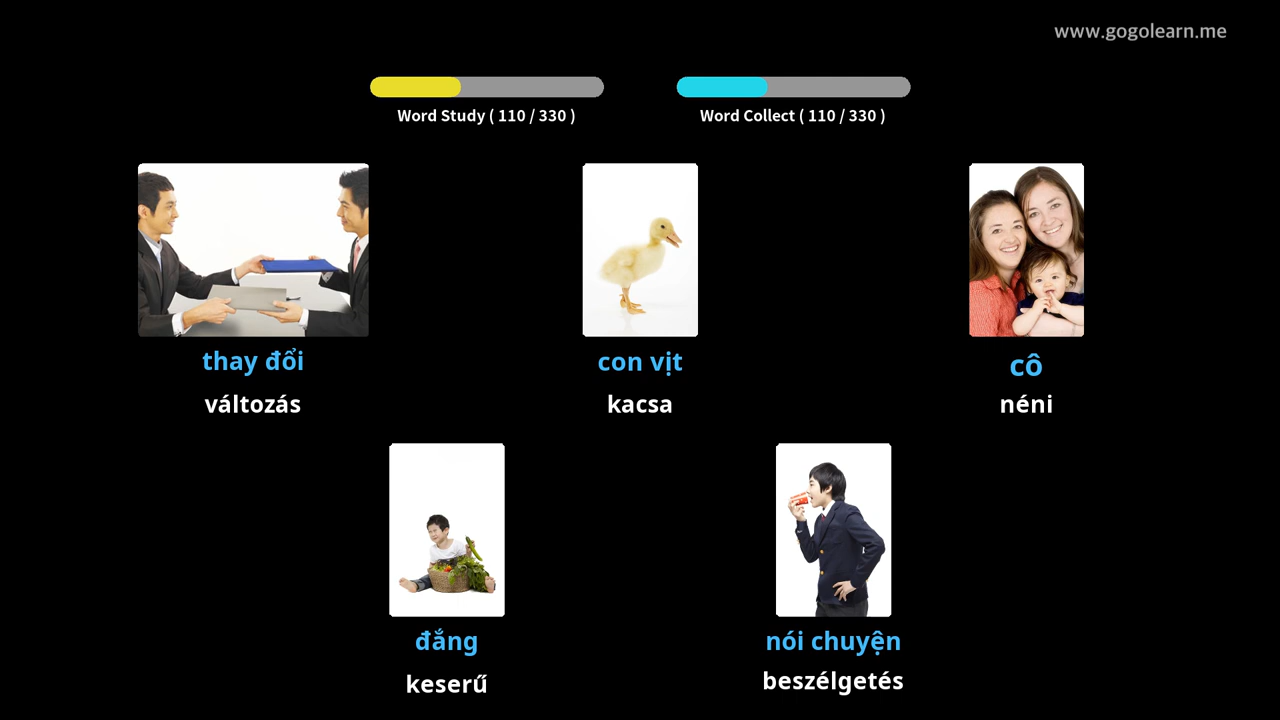 www.gogolearn.me
Word Study ( 110 / 330 )
Word Collect ( 110 / 330 )
thay đổi
con vịt
cô
változás
kacsa
néni
đắng
nói chuyện
keserű
beszélgetés